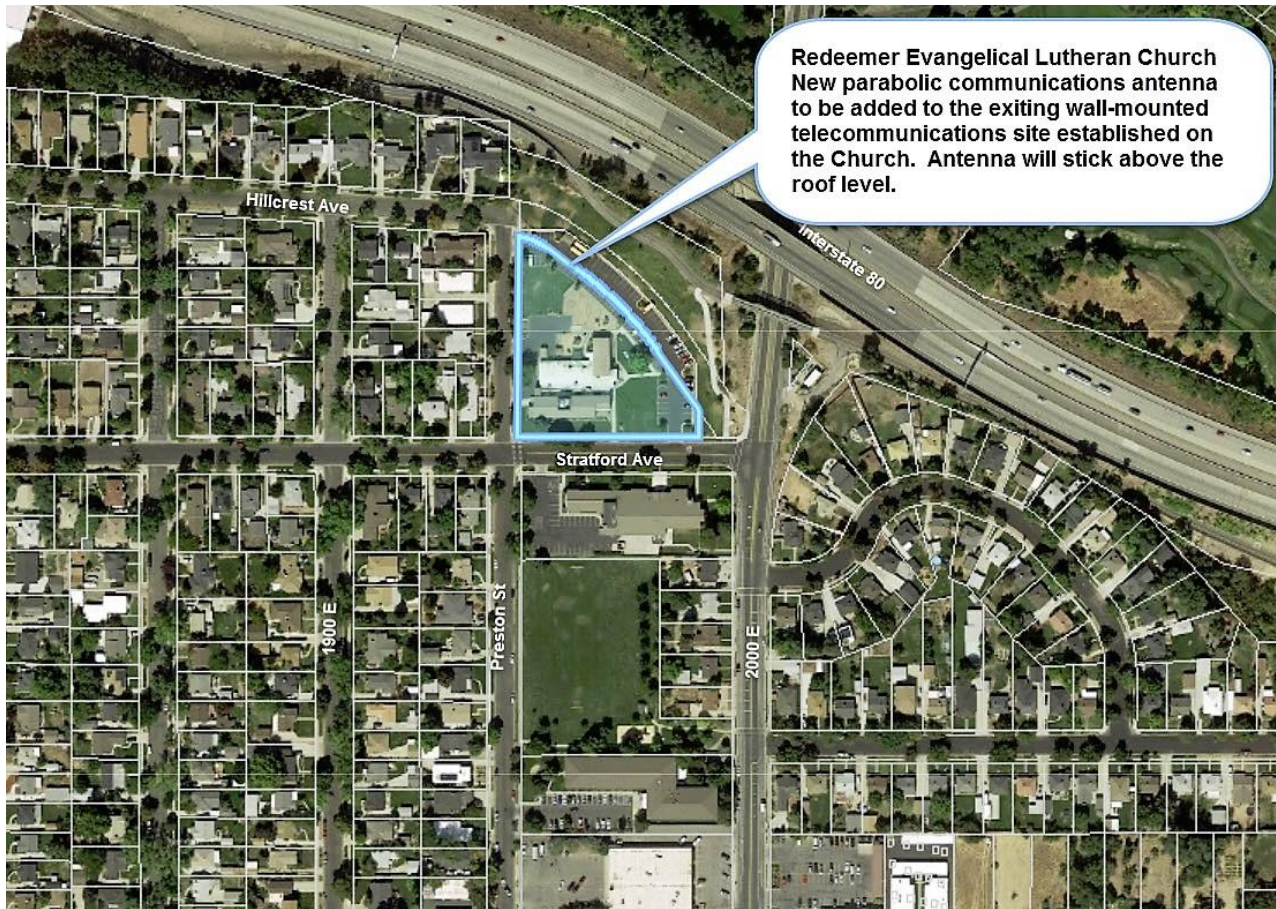 Redeemer Evangelical Lutheran Church
New parabolic communications antenna
to be added to the exiting wall-mounted
telecommunications site established on
the Church. Antenna will stick above the
roof level.
Hillcrest Ave
Interstate 80
Stratford Ave
1900 E
Preston St
2000 E